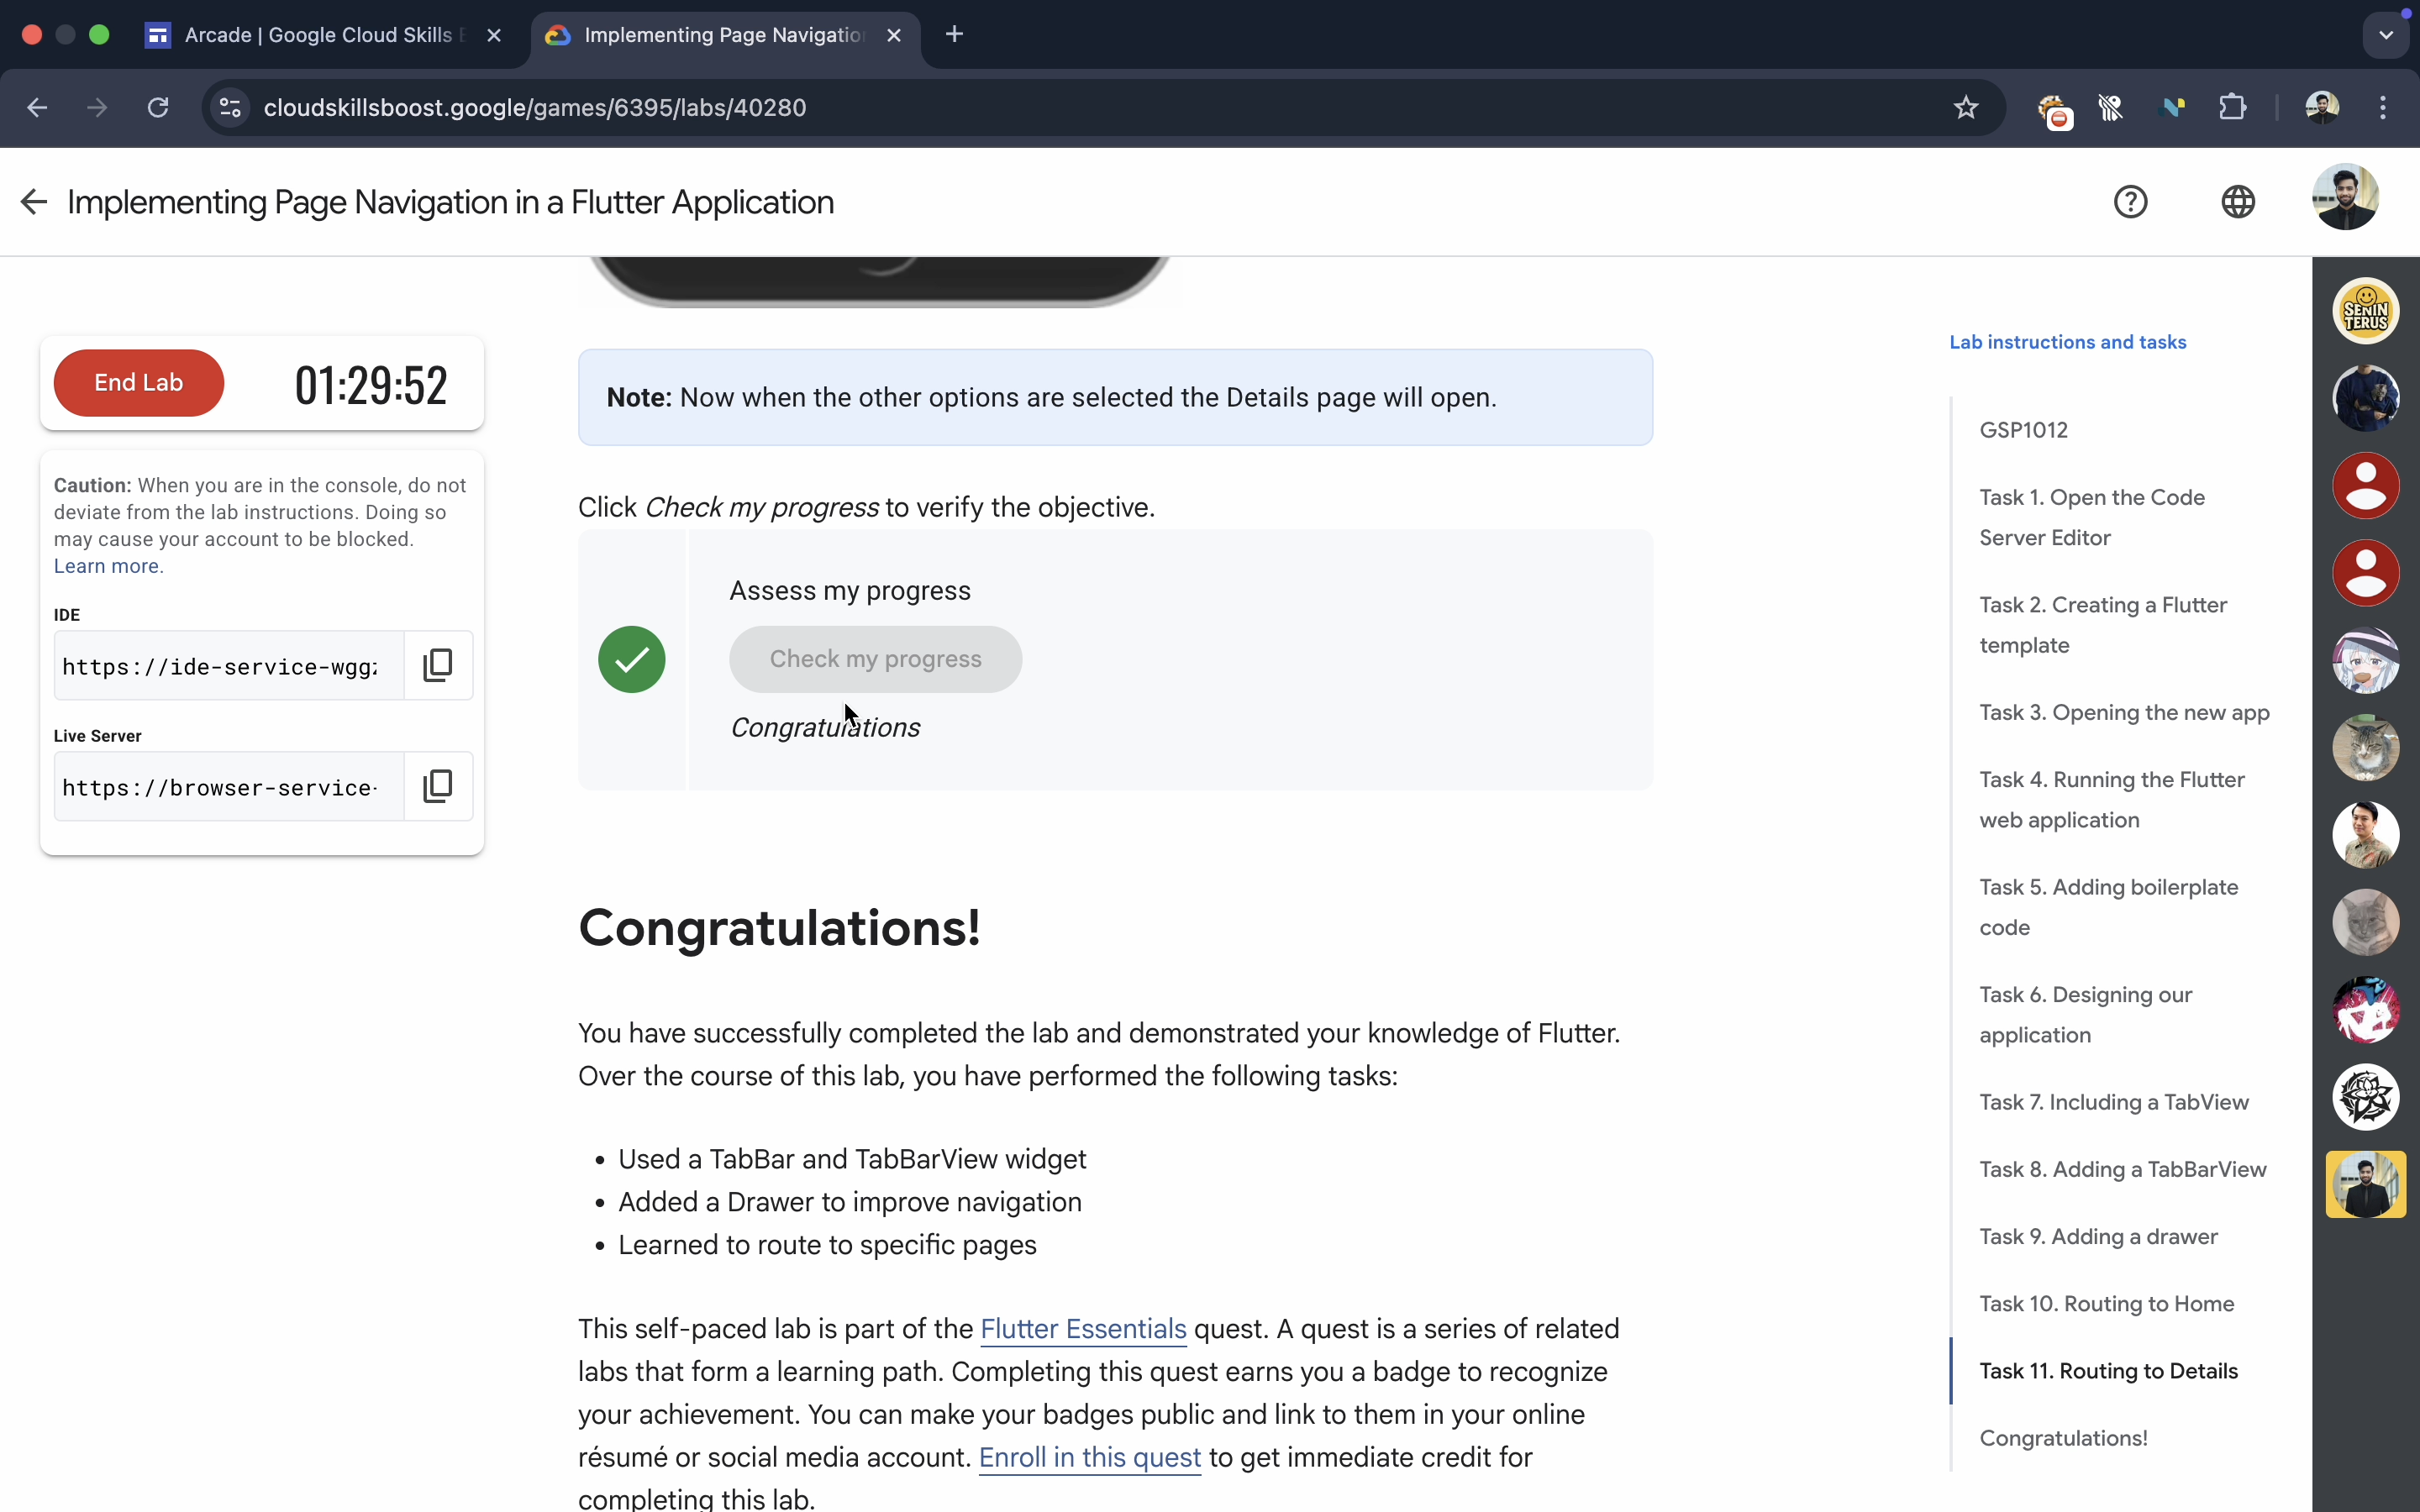 Arcade | Google Cloud Skills
Implementing Page Navigation
cloudskillsboost.google/games/6395/labs/40280
Implementing Page Navigation in a Flutter Application
End Lab
01:29:52
Caution: When you are in the console, do not
deviate from the lab instructions. Doing so
may cause your account to be blocked.
Learn more.
IDE
https://ide-service-wgg
Live Server
https://browser-service-
Note: Now when the other options are selected the Details page will open.
Click Check my progress to verify the objective.
Assess my progress
Check my progress
Congratulations
Congratulations!
You have successfully completed the lab and demonstrated your knowledge of Flutter.
Over the course of this lab, you have performed the following tasks:
• Used a TabBar and TabBarView widget
• Added a Drawer to improve navigation
• Learned to route to specific pages
This self-paced lab is part of the Flutter Essentials quest. A quest is a series of related
labs that form a learning path. Completing this quest earns you a badge to recognize
your achievement. You can make your badges public and link to them in your online
résumé or social media account. Enroll in this quest to get immediate credit for
completing this lab.
Lab instructions and tasks
GSP1012
Task 1. Open the Code
Server Editor
Task 2. Creating a Flutter
template
Task 3. Opening the new app
Task 4. Running the Flutter
web application
Task 5. Adding boilerplate
code
Task 6. Designing our
application
Task 7. Including a TabView
Task 8. Adding a TabBarView
Task 9. Adding a drawer
Task 10. Routing to Home
Task 11. Routing to Details
Congratulations!
SENIN
TERUS